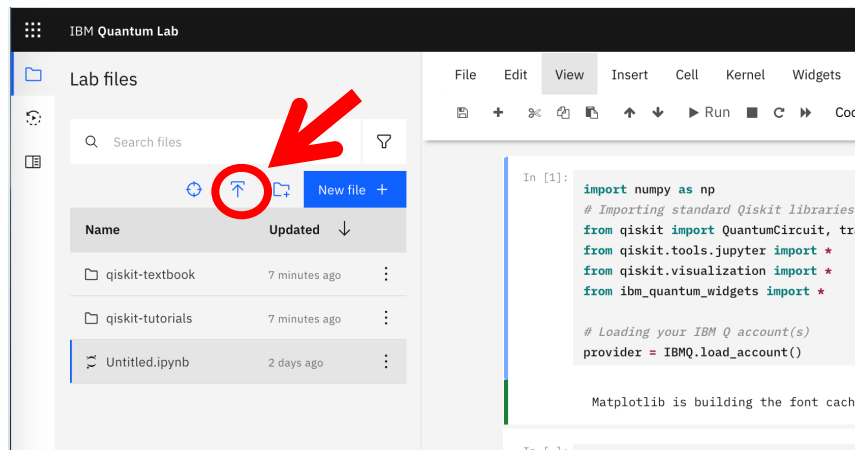 IBM Quantum Lab
Lab files
Search files
New file +
Name Updated
qiskit-textbook 7 minutes ago
qiskit-tutorials 7 minutes ago
Untitled.ipynb 2 days ago
File Edit View Insert Cell Kernel Widgets
Run
In [1]:
import numpy as np
# Importing standard Qiskit libraries
from qiskit import QuantumCircuit,
from qiskit.tools.jupyter import *
from qiskit.visualization import *
from ibm_quantum_widgets import *
# Loading your IBM Q account(s)
provider = IBMQ.load_account()
Matplotlib is building the font cach